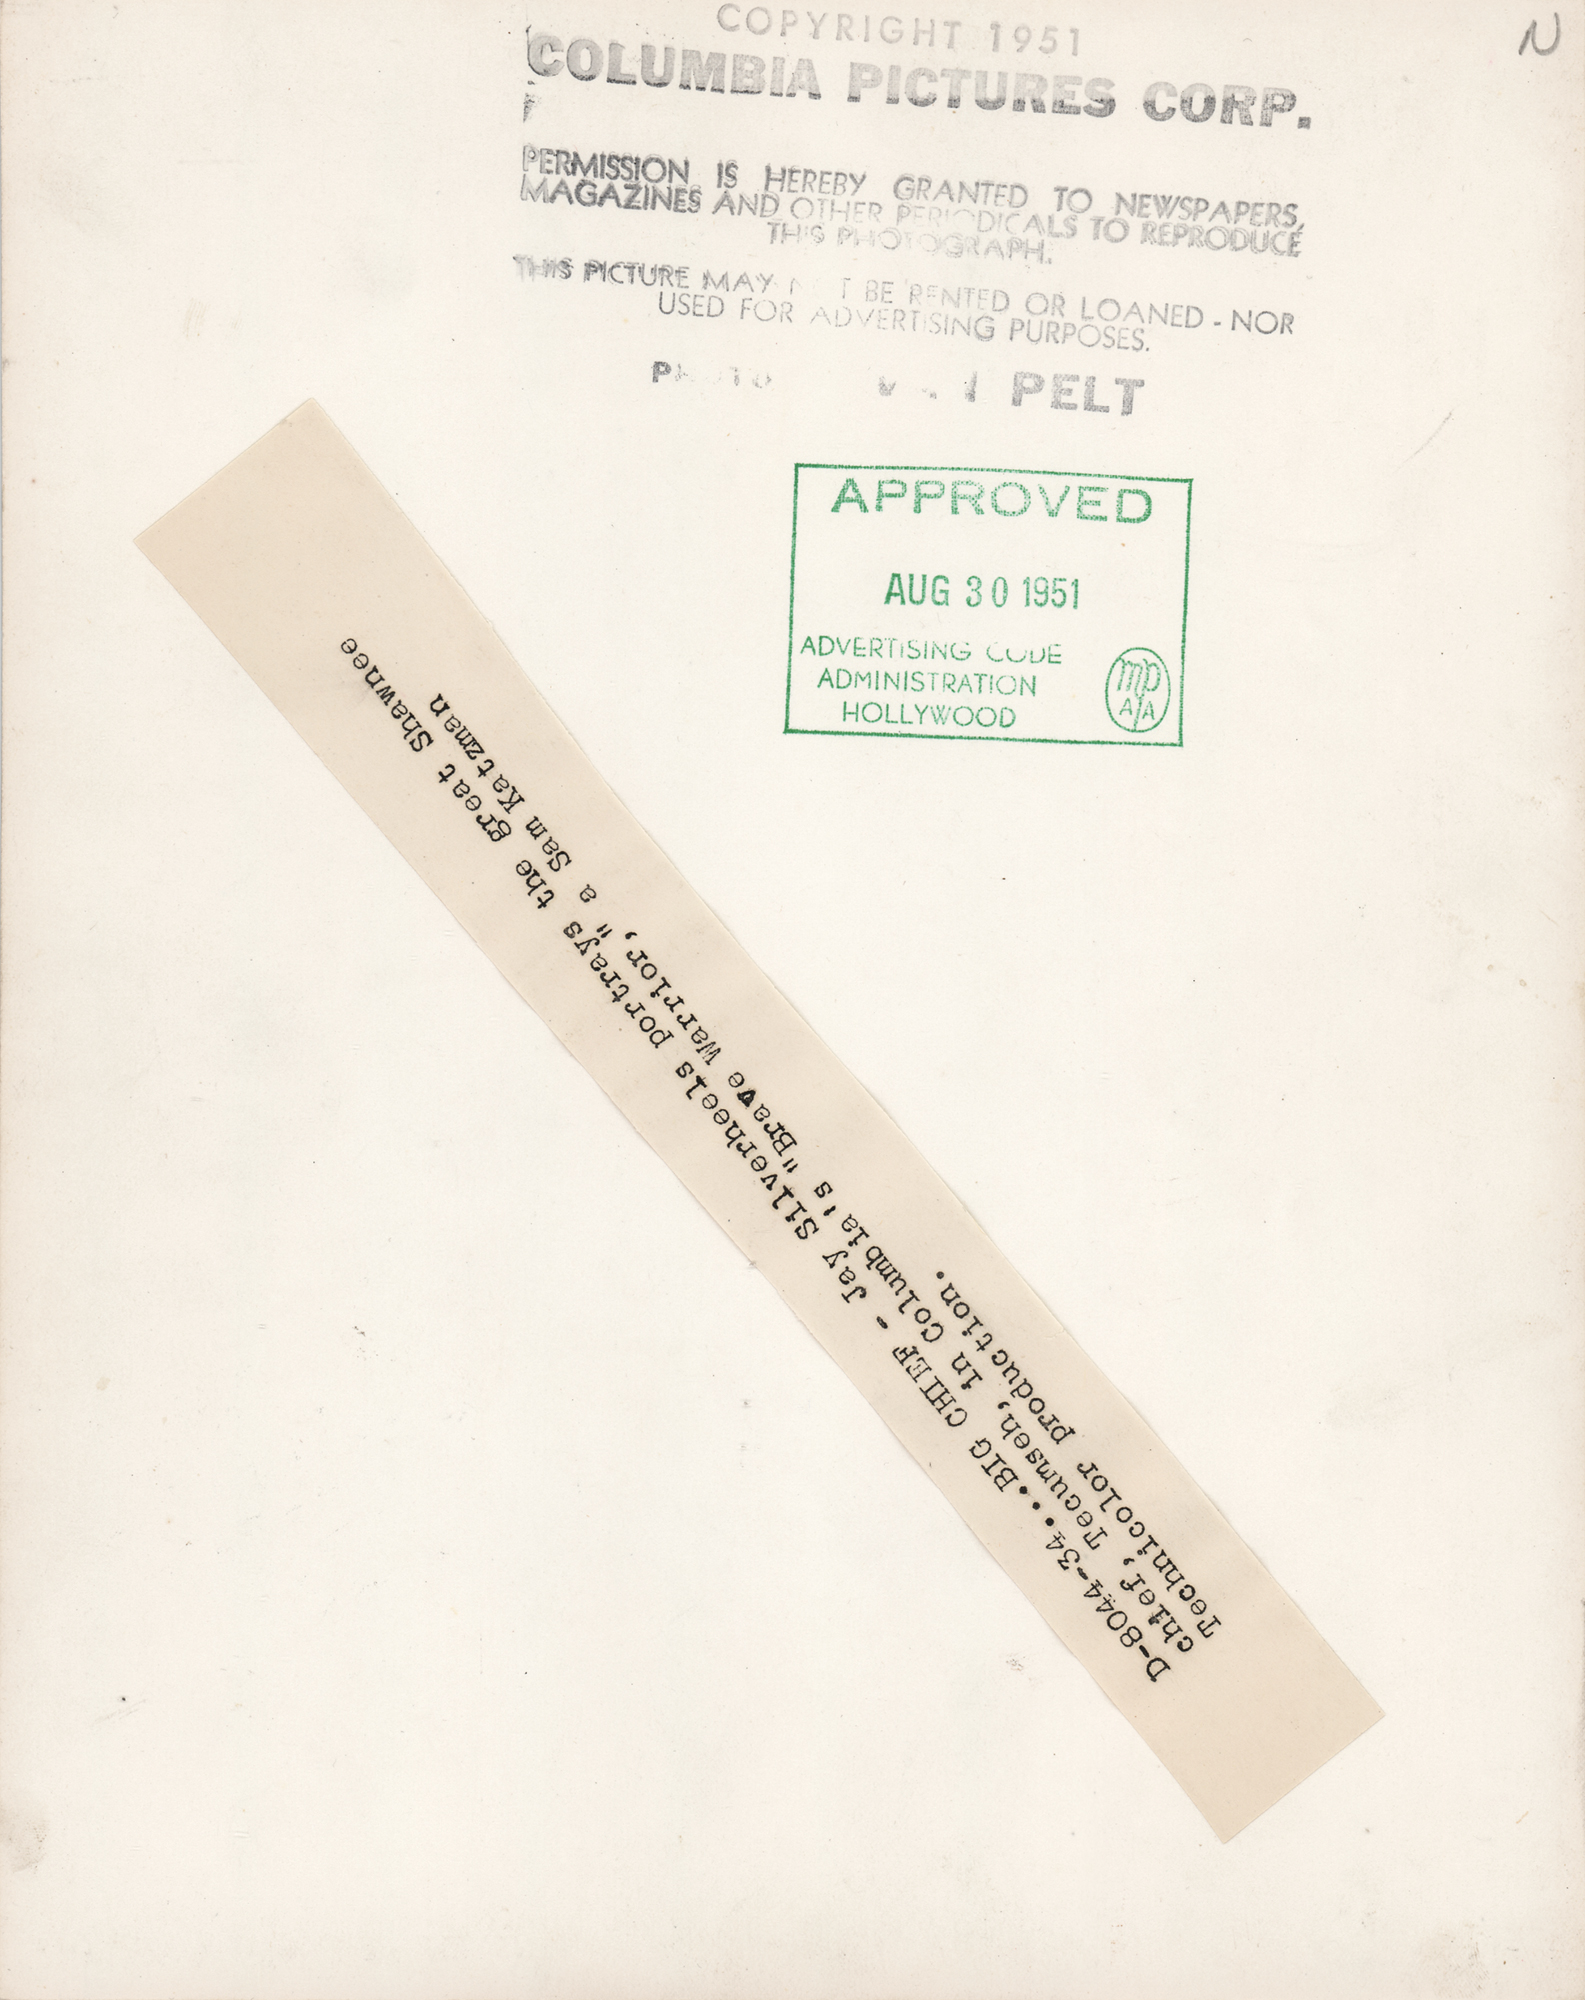 COPYRIGHT 1951
COLUMBIA PICTURES CORP.
PERMISSION IS HEREBY GRANTED TO NEWSPAPERS,
MAGAZINES AND OTHER PERIODICALS TO REPRODUCE
THIS PHOTOGRAPH.
THIS PICTURE MAY NOT BE RENTED OR LOANED - NOR
USED FOR ADVERTISING PURPOSES.
PHOTO PELT
N
APPROVED
AUG 30 1951
ADVERTISING CODE
ADMINISTRATION
HOLLYWOOD
mp
AA
D-8044-34...BIG CHIEF - Jay Silverheels portrays the great Shawnee
chief, Tecumseh, in Columbia's "Brave Warrior," a Sam Katzman
Technicolor production.